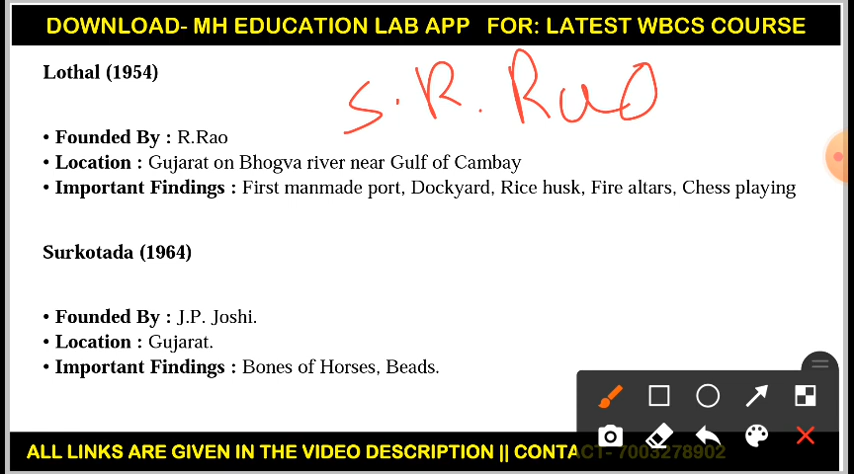 DOWNLOAD- MH EDUCATION LAB APP FOR: LATEST WBCS COURSE
Lothal (1954)
S. R. Rao
• Founded By : R.Rao
• Location : Gujarat on Bhogva river near Gulf of Cambay
• Important Findings : First manmade port, Dockyard, Rice husk, Fire altars, Chess playing
Surkotada (1964)
• Founded By : J.P. Joshi.
• Location : Gujarat.
• Important Findings : Bones of Horses, Beads.
ALL LINKS ARE GIVEN IN THE VIDEO DESCRIPTION || CONTACT- 7003278902